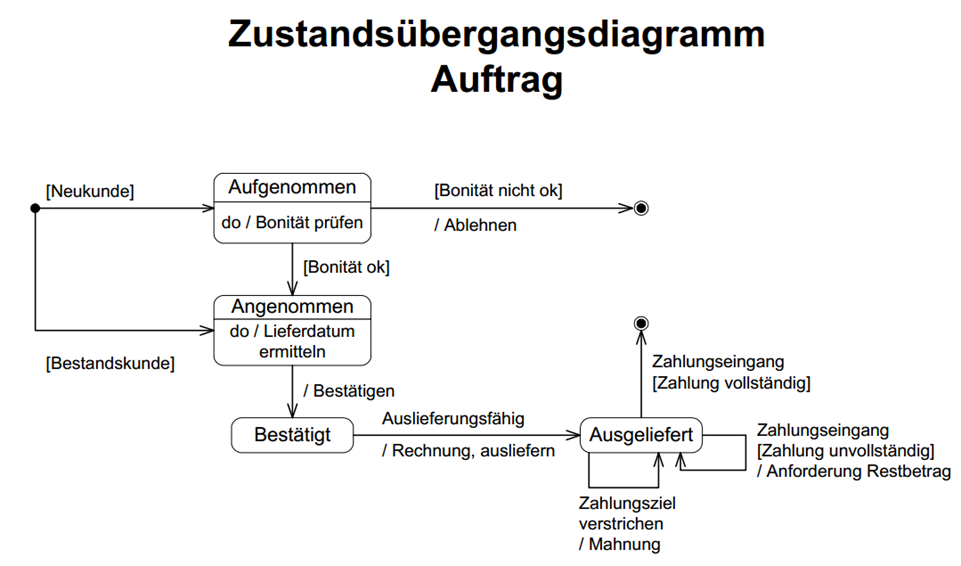 Zustandsübergangsdiagramm
Auftrag
[Neukunde]
Aufgenommen
do / Bonität prüfen
[Bonität nicht ok]
/ Ablehnen
[Bonität ok]
Angenommen
do / Lieferdatum
ermitteln
[Bestandskunde]
/ Bestätigen
Bestätigt
Auslieferungsfähig
/ Rechnung, ausliefern
Ausgeliefert
Zahlungseingang
[Zahlung vollständig]
Zahlungseingang
[Zahlung unvollständig]
/ Anforderung Restbetrag
Zahlungsziel
verstrichen
/ Mahnung